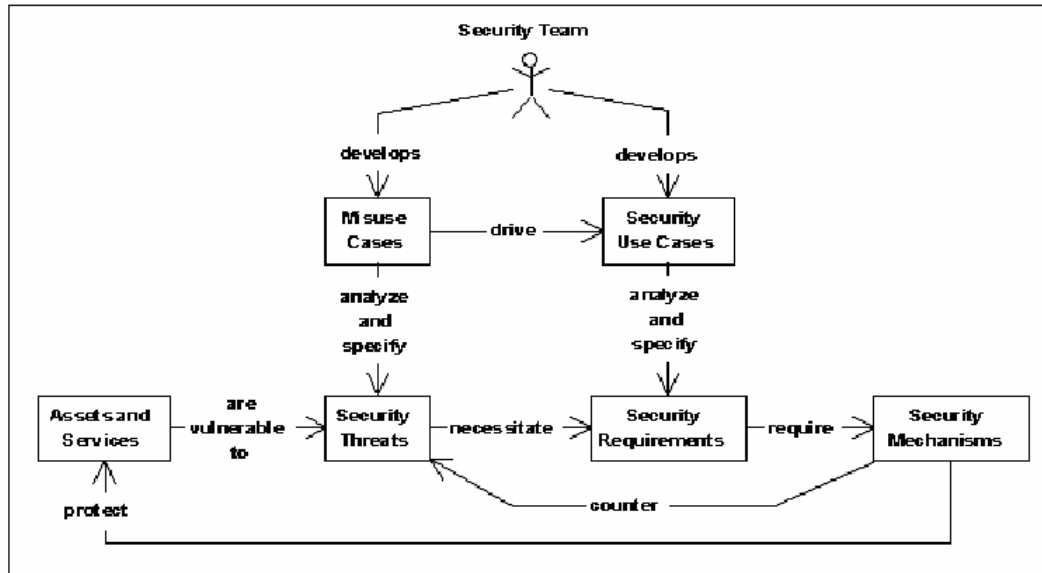 Security Team
develops
develops
Misuse
Cases
drive
Security
Use Cases
analyze
and
specify
analyze
and
specify
Assets and
Services
are
vulnerable
to
Security
Threats
necessitate
Security
Requirements
require
Security
Mechanisms
protect
counter